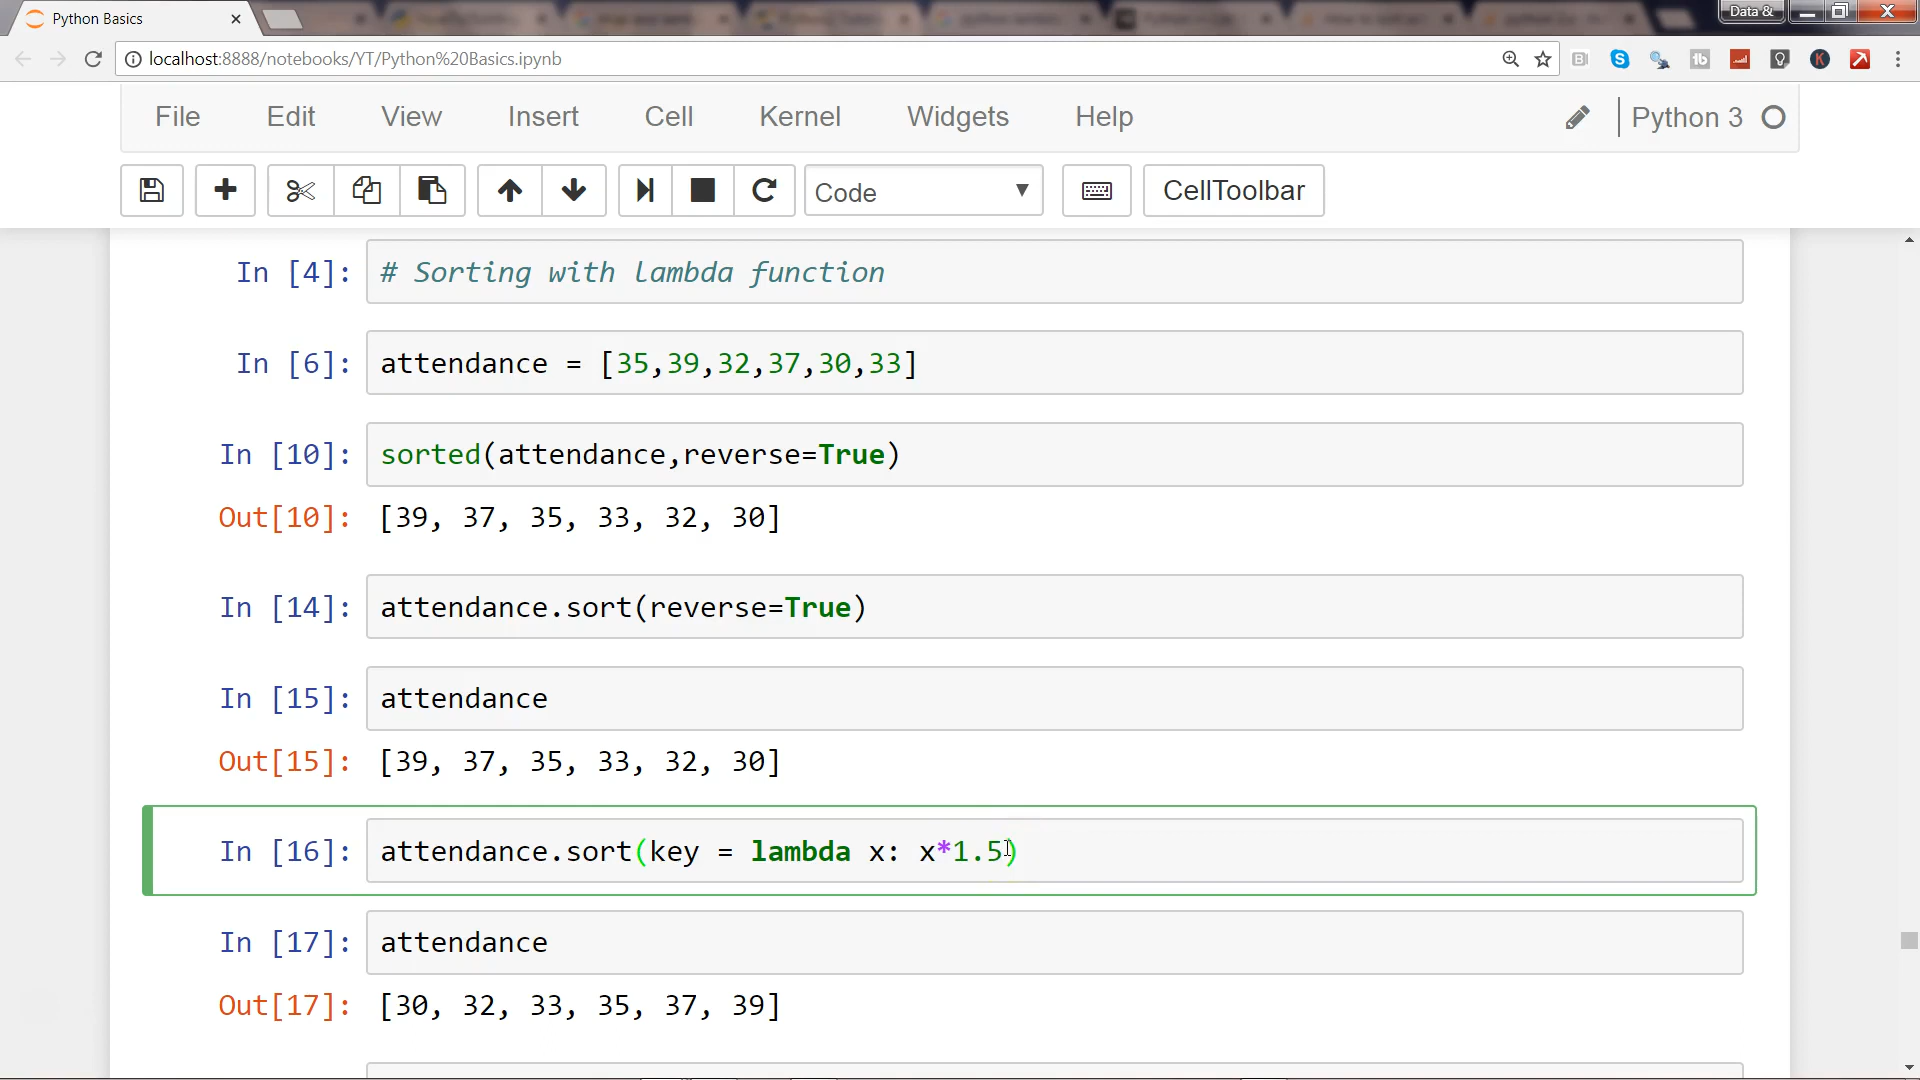 Python Basics
Data &
localhost:8888/notebooks/YT/Python%20Basics.ipynb
File Edit View Insert Cell Kernel Widgets Help Python 3
Code CellToolbar
In [4]: # Sorting with lambda function
In [6]: attendance = [35,39,32,37,30,33]
In [10]: sorted(attendance,reverse=True)
Out[10]: [39, 37, 35, 33, 32, 30]
In [14]: attendance.sort(reverse=True)
In [15]: attendance
Out[15]: [39, 37, 35, 33, 32, 30]
In [16]: attendance.sort(key = lambda x: x*1.5)
In [17]: attendance
Out[17]: [30, 32, 33, 35, 37, 39]